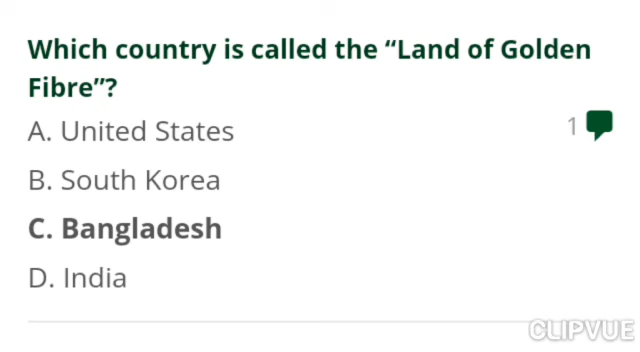 Which country is called the “Land of Golden
Fibre”?
A. United States
1
B. South Korea
C. Bangladesh
D. India
CLIPVUE